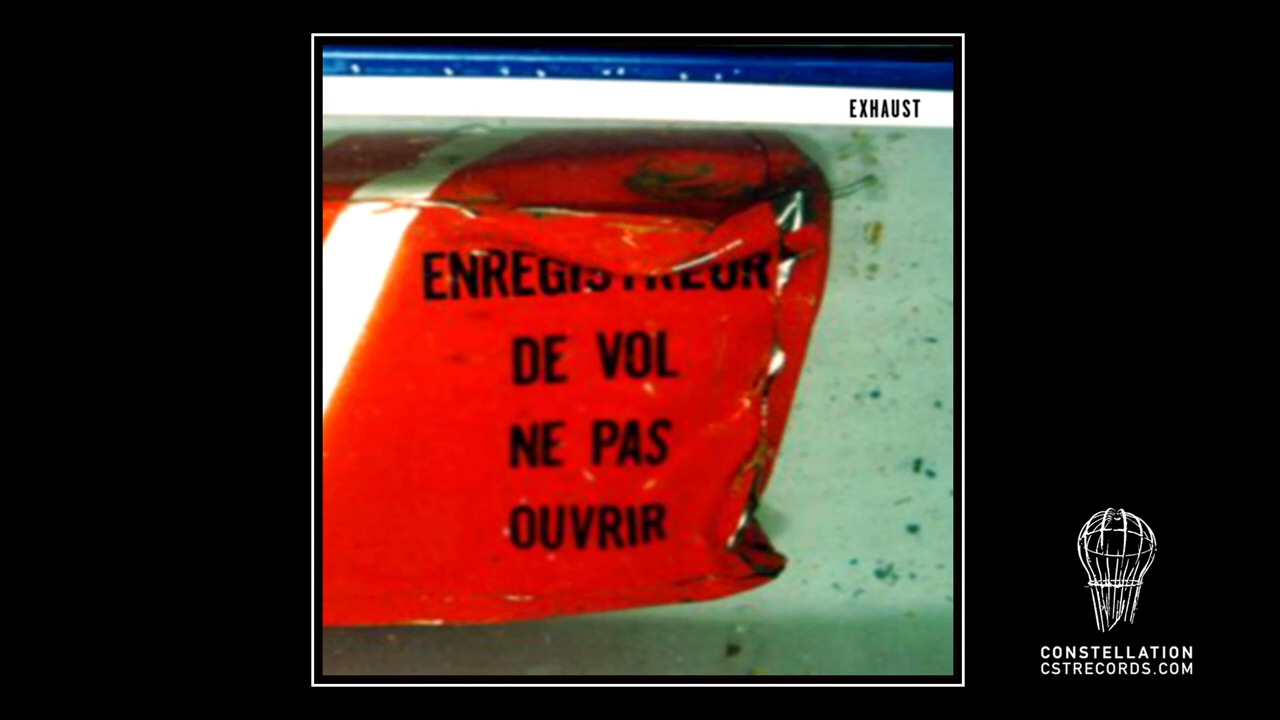 EXHAUST
ENREGISTREUR
DE VOL
NE PAS
OUVRIR
CONSTELLATION
CSTRECORDS.COM